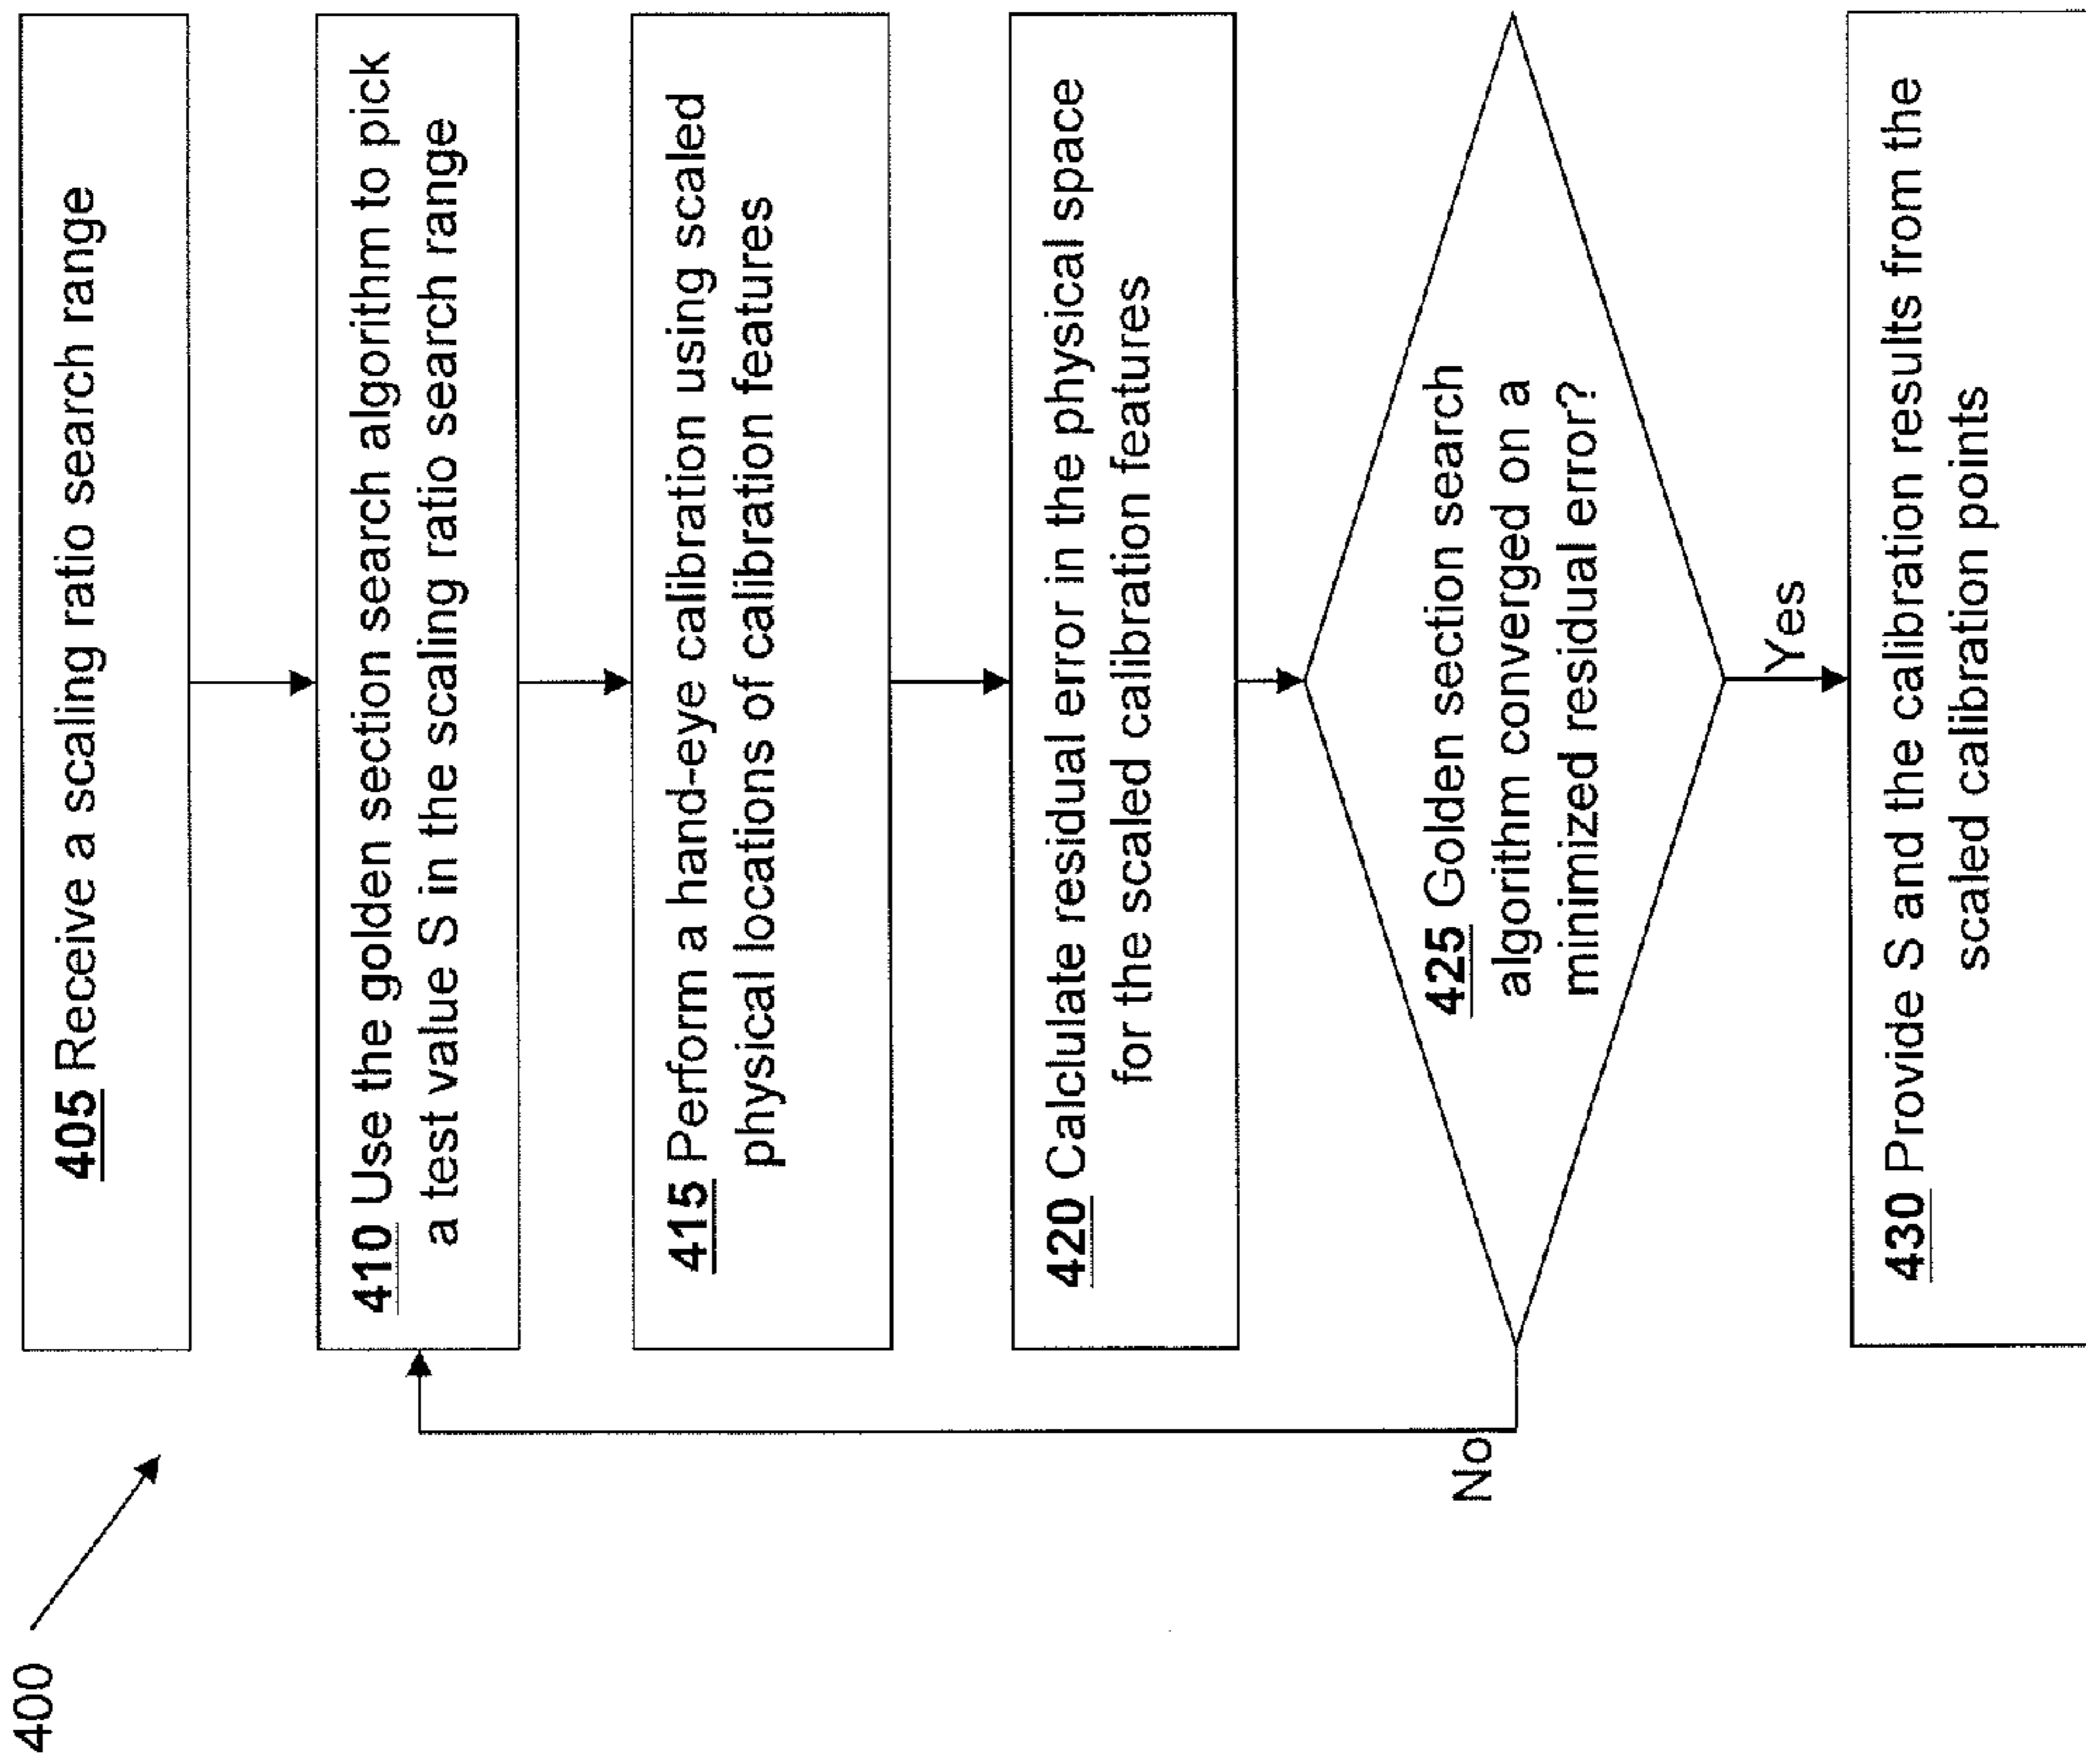 400
405 Receive a scaling ratio search range
410 Use the golden section search algorithm to pick
a test value S in the scaling ratio search range
415 Perform a hand-eye calibration using scaled
physical locations of calibration features
420 Calclulate residual error in the physical space
for the scaled calibration features
425 Golden section search
algorithm converged on a
minimized residual error?
No
Yes
430 Provide S and the calibration results from the
scaled calibration points